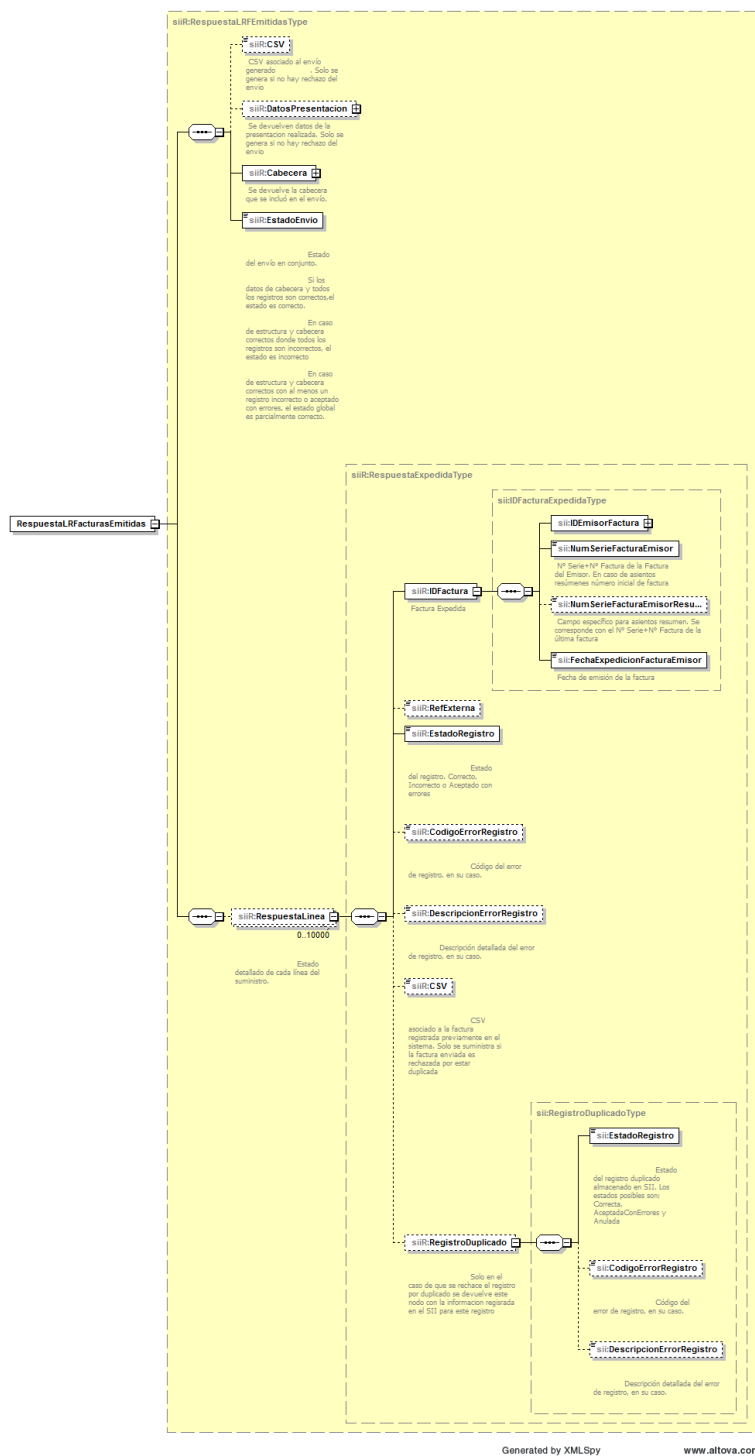 siiR:RespuestaLRFEmitidasType
siiR:CSV
CSV asociado al envío
generado . Solo se
genera si no hay rechazo del
envio
siiR:DatosPresentacion
Se devuelven datos de la
presentacion realizada. Solo se
genera si no hay rechazo del
envio
siiR:Cabecera
Se devuelve la cabecera
que se incluó en el envío.
siiR:EstadoEnvio
Estado
del envío en conjunto.
Si los
datos de cabecera y todos
los registros son correctos,el
estado es correcto.
En caso
de estructura y cabecera
correctos donde todos los
registros son incorrectos, el
estado es incorrecto
En caso
de estructura y cabecera
correctos con al menos un
registro incorrecto o aceptado
con errores, el estado global
es parcialmente correcto.
siiR:RespuestaExpedidaType
sii:IDFacturaExpedidaType
RespuestaLRFacturasEmitidas
sii:IDEmisorFactura
sii:NumSerieFacturaEmisor
Nº Serie+Nº Factura de la Factura
del Emisor. En caso de asientos
resúmenes número inicial de factura
siiR:IDFactura
Factura Expedida
sii:NumSerieFacturaEmisorResu...
Campo específico para asientos resumen. Se
corresponde con el Nº Serie+Nº Factura de la
última factura
sii:FechaExpedicionFacturaEmisor
Fecha de emisión de la factura
siiR:RefExterna
siiR:EstadoRegistro
Estado
del registro. Correcto,
Incorrecto o Aceptado con
errores
siiR:CodigoErrorRegistro
Código del error
de registro, en su caso.
siiR:RespuestaLinea
0..10000
Estado
detallado de cada línea del
suministro.
siiR:DescripcionErrorRegistro
Descripción detallada del error
de registro, en su caso.
siiR:CSV
CSV
asociado a la factura
registrada previamente en el
sistema. Solo se suministra si
la factura enviada es
rechazada por estar
duplicada
sii:RegistroDuplicadoType
sii:EstadoRegistro
Estado
del registro duplicado
almacenado en SII. Los
estados posibles son:
Correcta,
AceptadaConErrores y
Anulada
siiR:RegistroDuplicado
Solo en el
caso de que se rechace el registro
por duplicado se devuelve este
nodo con la informacion regisrada
en el SII para este registro
sii:CodigoErrorRegistro
Código del
error de registro, en su caso.
sii:DescripcionErrorRegistro
Descripción detallada del error
de registro, en su caso.
Generated by XMLSpy
www.altova.com